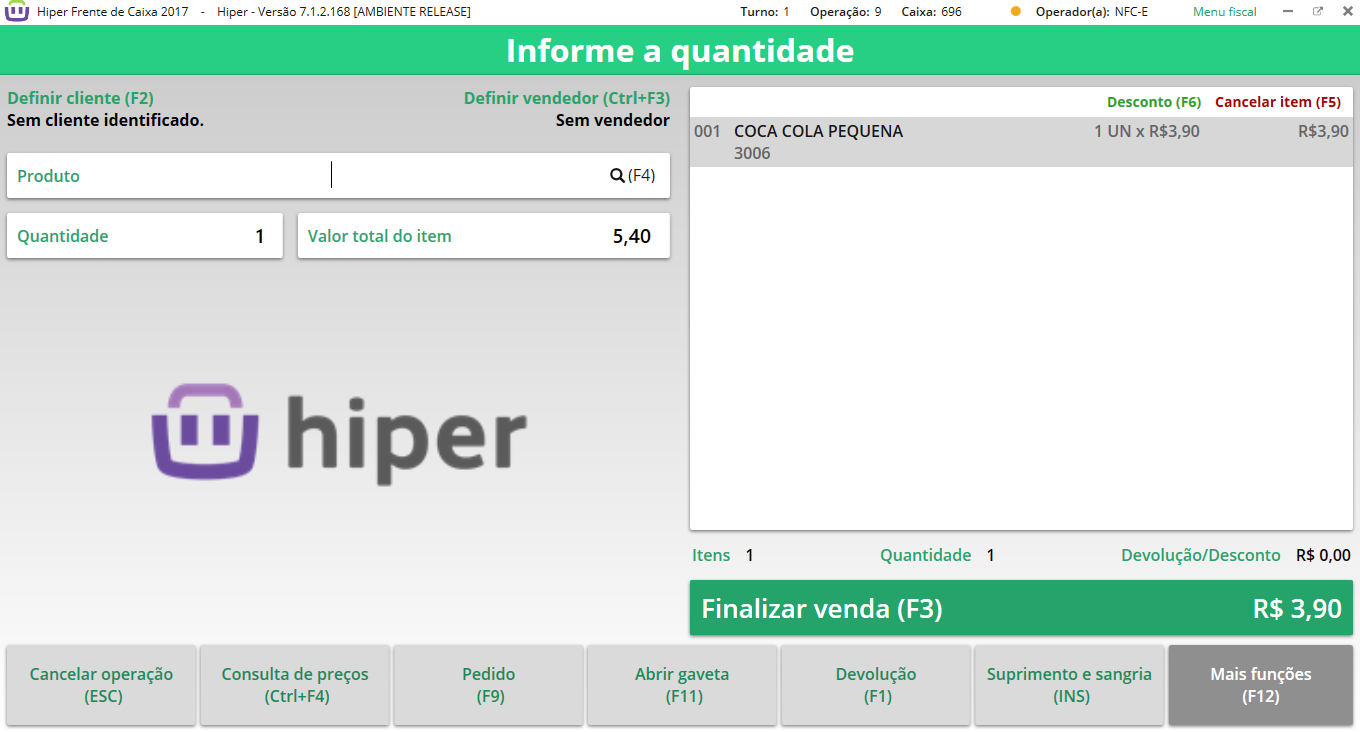 Hiper Frente de Caixa 2017 - Hiper - Versão 7.1.2.168 [AMBIENTE RELEASE] Turno: 1 Operação: 9 Caixa: 696 Operador(a): NFC-E Menu fiscal
Informe a quantidade
Definir cliente (F2) Definir vendedor (Ctrl+F3)
Sem cliente identificado. Sem vendedor
Produto (F4)
Quantidade 1 Valor total do item 5,40
hiper
Desconto (F6) Cancelar item (F5)
001 COCA COLA PEQUENA 1 UN x R$3,90 R$3,90
3006
Itens 1 Quantidade 1 Devolução/Desconto R$ 0,00
Finalizar venda (F3) R$ 3,90
Cancelar operação
(ESC)
Consulta de preços
(Ctrl+F4)
Pedido
(F9)
Abrir gaveta
(F11)
Devolução
(F1)
Suprimento e sangria
(INS)
Mais funções
(F12)